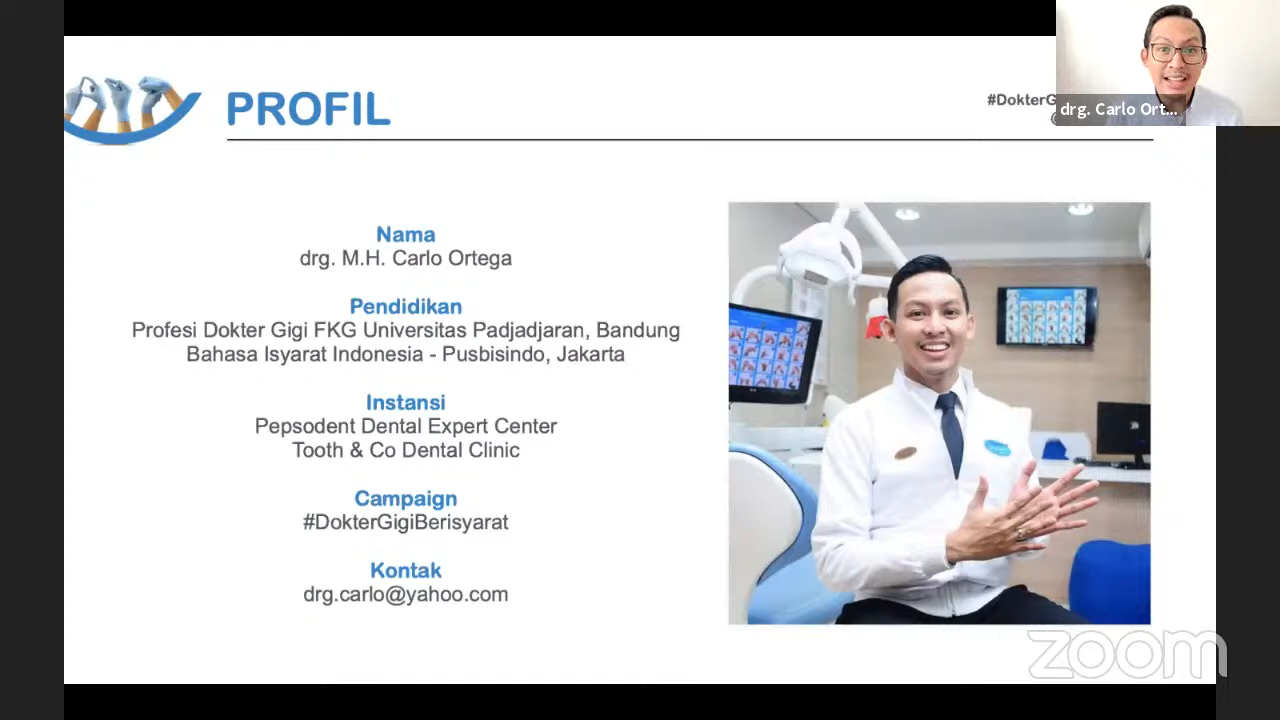 PROFIL
#DokterG
drg. Carlo Ort...
Nama
drg. M.H. Carlo Ortega
Pendidikan
Profesi Dokter Gigi FKG Universitas Padjadjaran, Bandung
Bahasa Isyarat Indonesia - Pusbisindo, Jakarta
Instansi
Pepsodent Dental Expert Center
Tooth & Co Dental Clinic
Campaign
#DokterGigiBerisyarat
Kontak
drg.carlo@yahoo.com
zoom